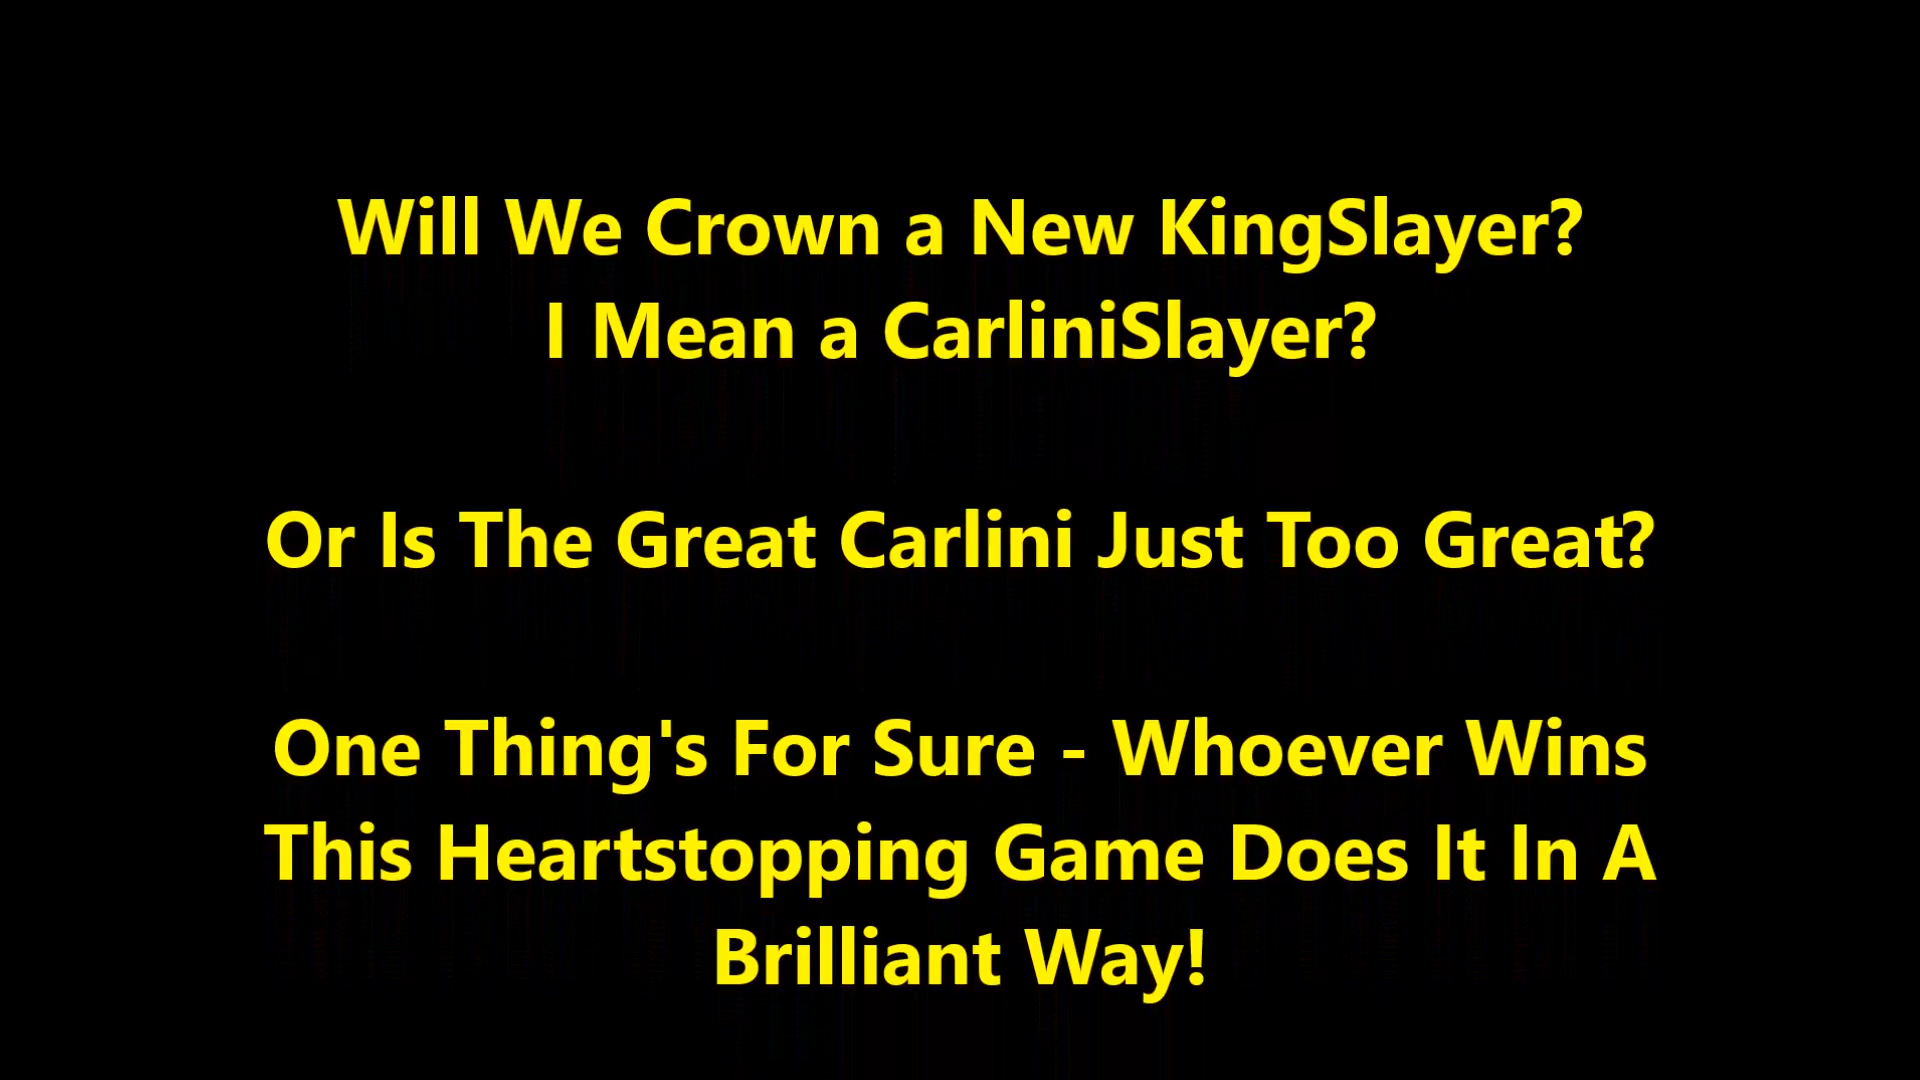 Will We Crown a New KingSlayer?
I Mean a CarliniSlayer?
Or Is The Great Carlini Just Too Great?
One Thing's For Sure - Whoever Wins
This Heartstopping Game Does It In A
Brilliant Way!